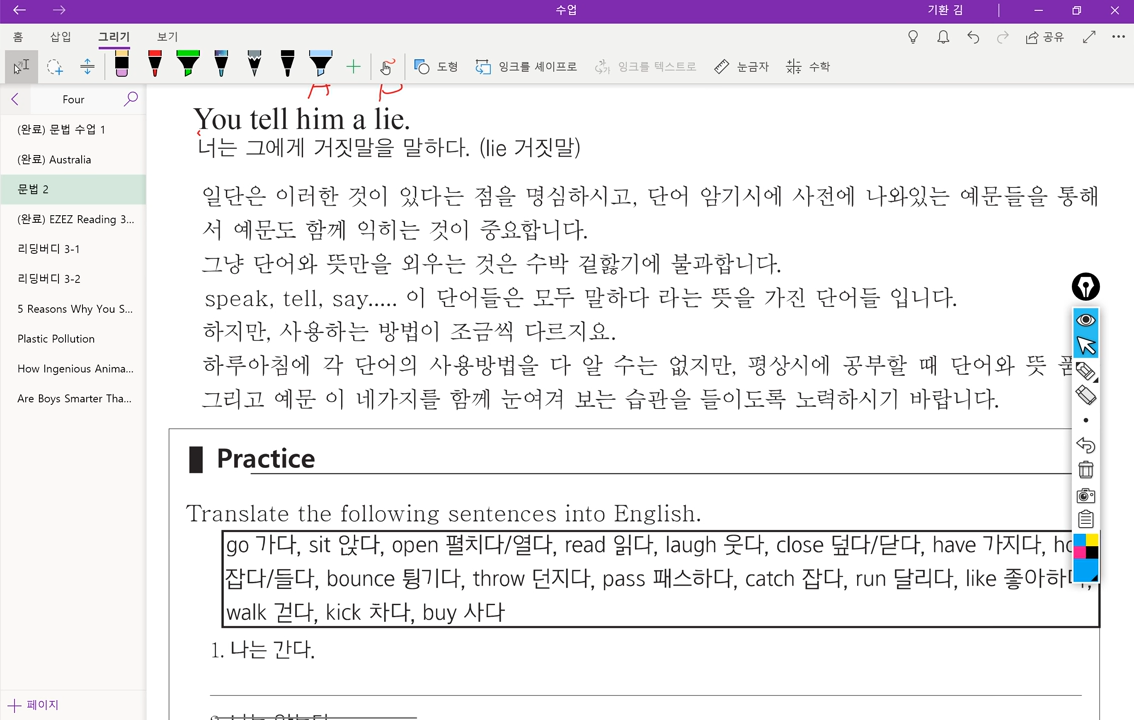 수업
기환 김
홈 삽입 그리기 보기
공유
도형 잉크를 셰이프로 잉크를 텍스트로 눈금자 수학
Four
(완료) 문법 수업 1
(완료) Australia
문법 2
(완료) EZEZ Reading 3...
리딩버디 3-1
리딩버디 3-2
5 Reasons Why You S...
Plastic Pollution
How Ingenious Anima...
Are Boys Smarter Tha...
페이지
You tell him a lie.
너는 그에게 거짓말을 말하다. (lie 거짓말)
일단은 이러한 것이 있다는 점을 명심하시고, 단어 암기시에 사전에 나와있는 예문들을 통해
서 예문도 함께 익히는 것이 중요합니다.
그냥 단어와 뜻만을 외우는 것은 수박 겉핧기에 불과합니다.
speak, tell, say..... 이 단어들은 모두 말하다 라는 뜻을 가진 단어들 입니다.
하지만, 사용하는 방법이 조금씩 다르지요.
하루아침에 각 단어의 사용방법을 다 알 수는 없지만, 평상시에 공부할 때 단어와 뜻
그리고 예문 이 네가지를 함께 눈여겨 보는 습관을 들이도록 노력하시기 바랍니다.
Practice
Translate the following sentences into English.
go 가다, sit 앉다, open 펼치다/열다, read 읽다, laugh 웃다, close 덮다/닫다, have 가지다,
잡다/들다, bounce 튕기다, throw 던지다, pass 패스하다, catch 잡다, run 달리다, like 좋아하다,
walk 걷다, kick 차다, buy 사다
1. 나는 간다.